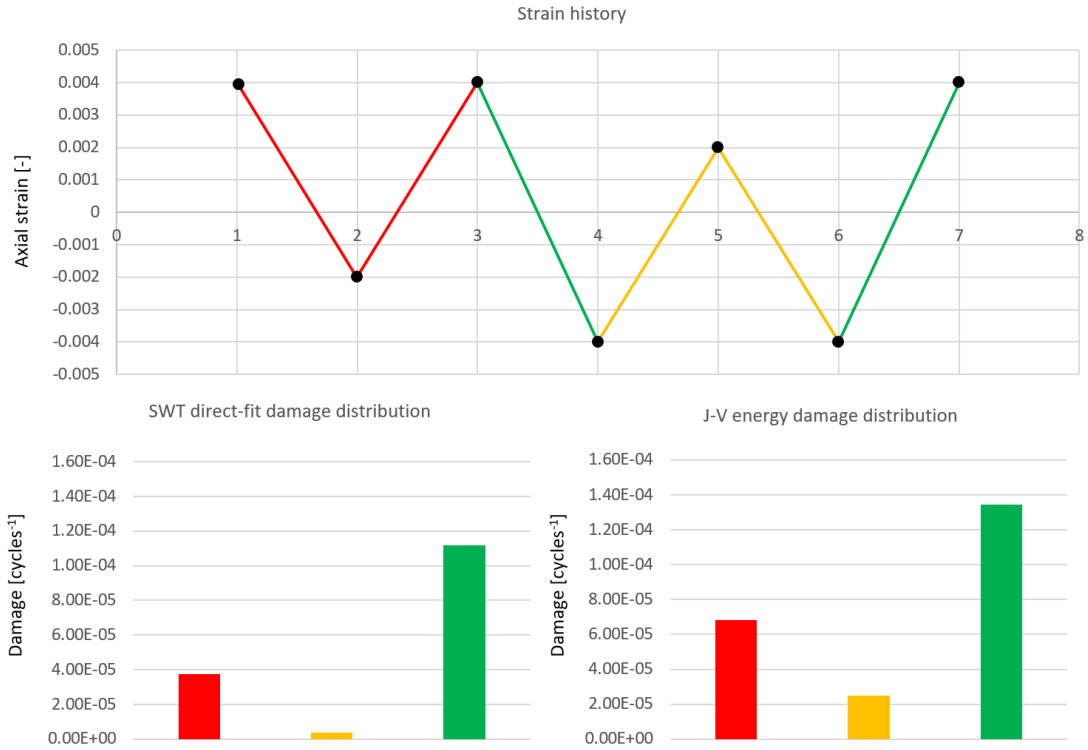 Strain history
0.005
0.004
0.003
0.002
0.001
0
-0.001
-0.002
-0.003
-0.004
-0.005
Axial strain [-]
0 1 2 3 4 5 6 7 8
SWT direct-fit damage distribution
1.60E-04
1.40E-04
1.20E-04
1.00E-04
8.00E-05
6.00E-05
4.00E-05
2.00E-05
0.00E+00
Damage [cycles⁻¹]
J-V energy damage distribution
1.60E-04
1.40E-04
1.20E-04
1.00E-04
8.00E-05
6.00E-05
4.00E-05
2.00E-05
0.00E+00
Damage [cycles⁻¹]